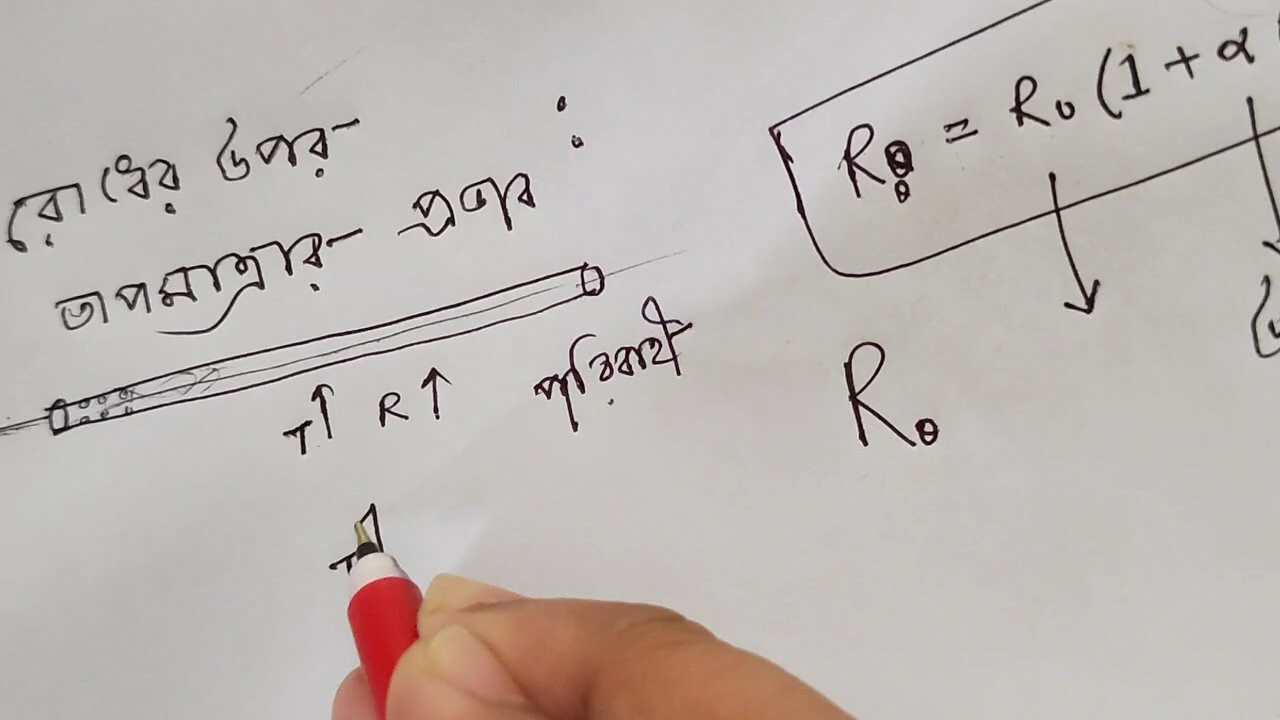 রোধের উপর
তাপমাত্রার প্রভাব :
T↑ R↑ পরিবাহী
T↑
Rθ = R₀ (1 + α
Rθ